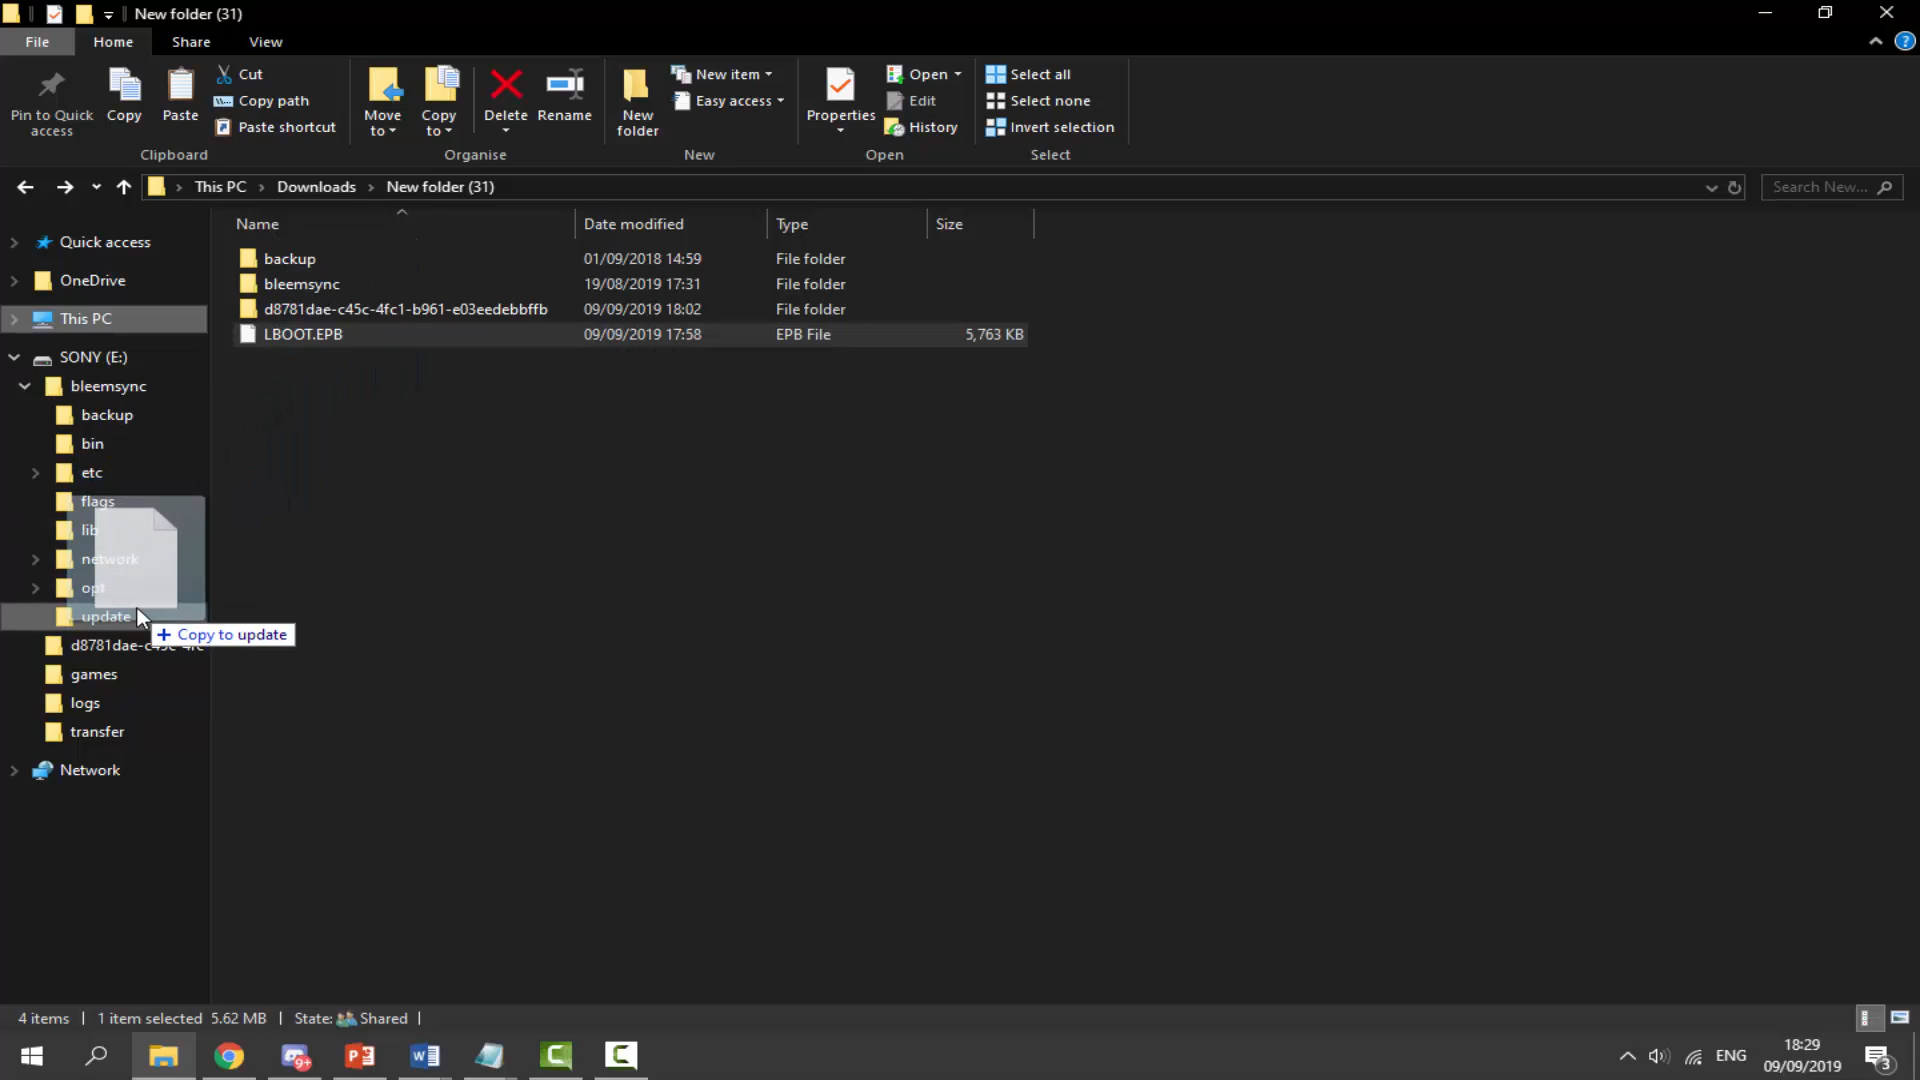 New folder (31)
File Home Share View
Pin to Quick access
Copy
Paste
Cut
Copy path
Paste shortcut
Clipboard
Move to
Copy to
Delete
Rename
Organise
New folder
New item
Easy access
New
Properties
Open
Edit
History
Open
Select all
Select none
Invert selection
Select
This PC › Downloads › New folder (31)
Search New...
Name Date modified Type Size
backup 01/09/2018 14:59 File folder
bleemsync 19/08/2019 17:31 File folder
d8781dae-c45c-4fc1-b961-e03eedebbffb 09/09/2019 18:02 File folder
LBOOT.EPB 09/09/2019 17:58 EPB File 5,763 KB
Quick access
OneDrive
This PC
SONY (E:)
bleemsync
backup
bin
etc
flags
lib
network
opt
update
+ Copy to update
d8781dae-c45c-4fc
games
logs
transfer
Network
4 items | 1 item selected 5.62 MB | State: Shared |
9+
ENG
18:29
09/09/2019
3